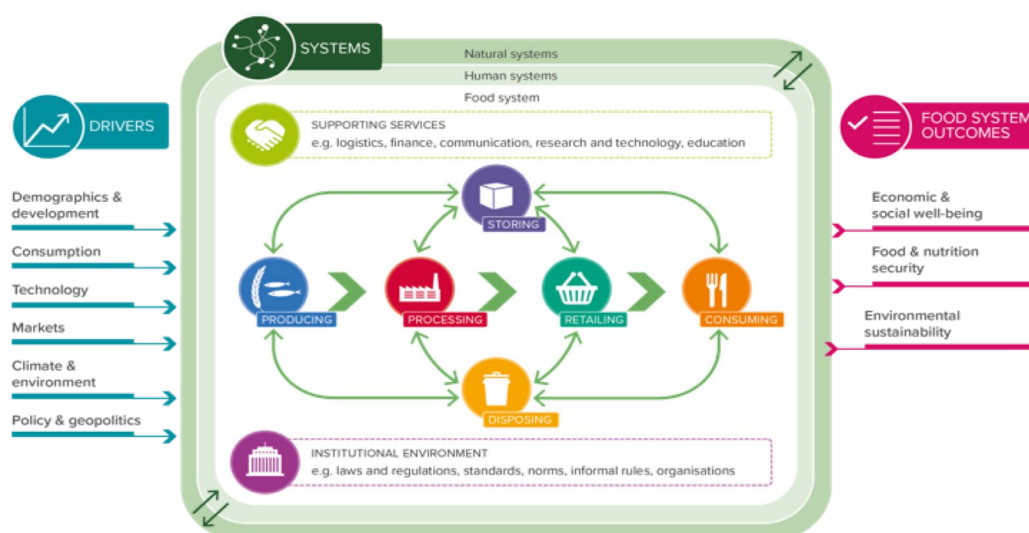 SYSTEMS
Natural systems
Human systems
Food system
DRIVERS
Demographics &
development
Consumption
Technology
Markets
Climate &
environment
Policy & geopolitics
SUPPORTING SERVICES
e.g. logistics, finance, communication, research and technology, education
STORING
PRODUCING
PROCESSING
RETAILING
CONSUMING
DISPOSING
INSTITUTIONAL ENVIRONMENT
e.g. laws and regulations, standards, norms, informal rules, organisations
FOOD SYSTEM
OUTCOMES
Economic &
social well-being
Food & nutrition
security
Environmental
sustainability